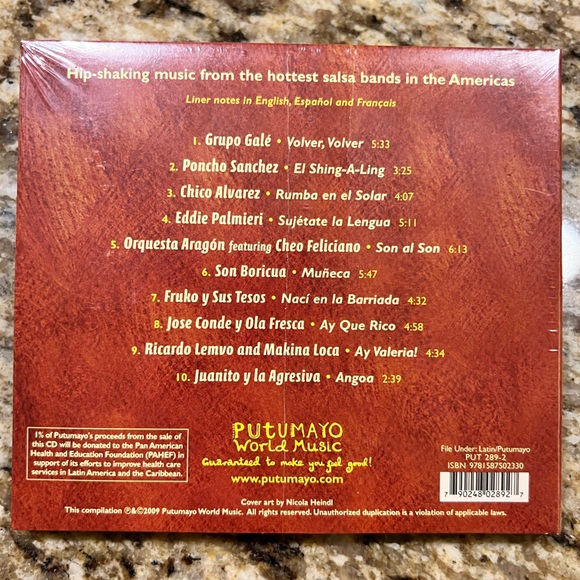 Hip-shaking music from the hottest salsa bands in the Americas
Liner notes in English, Español and Français
1. Grupo Galé • Volver, Volver 5:33
2. Poncho Sanchez • El Shing-A-Ling 3:25
3. Chico Alvarez • Rumba en el Solar 4:07
4. Eddie Palmieri • Sujétate la Lengua 5:11
5. Orquesta Aragón featuring Cheo Feliciano • Son al Son 6:13
6. Son Boricua • Muñeca 5:47
7. Fruko y Sus Tesos • Nací en la Barriada 4:32
8. Jose Conde y Ola Fresca • Ay Que Rico 4:58
9. Ricardo Lemvo and Makina Loca • Ay Valeria! 4:34
10. Juanito y la Agresiva • Angoa 2:39
1% of Putumayo's proceeds from the sale of
this CD will be donated to the Pan American
Health and Education Foundation (PAHEF) in
support of its efforts to improve health care
services in Latin America and the Caribbean.
PUTUMAYO
World Music
Guaranteed to make you feel good!
www.putumayo.com
File Under: Latin/Putumayo
PUT 289-2
ISBN 9781587502330
7 90248 02892 7
Cover art by Nicola Heindl
This compilation ℗&©2009 Putumayo World Music. All rights reserved. Unauthorized duplication is a violation of applicable laws.